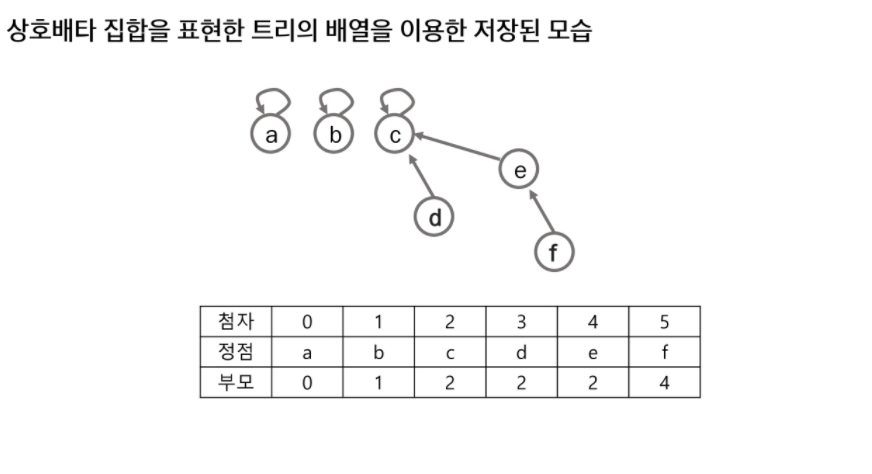 상호배타 집합을 표현한 트리의 배열을 이용한 저장된 모습
a b c
e
d
f
첨자 0 1 2 3 4 5
정점 a b c d e f
부모 0 1 2 2 2 4